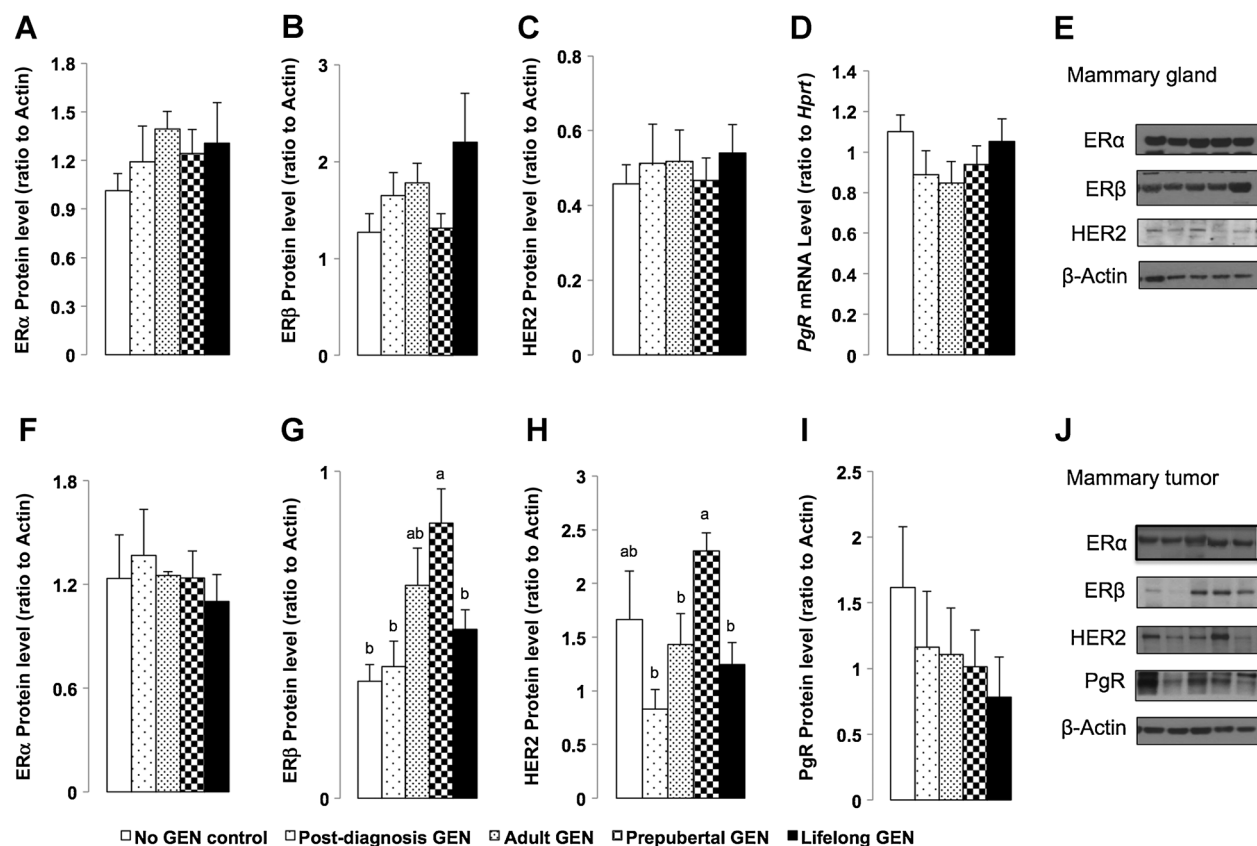 A
ERα Protein level (ratio to Actin)
1.8
1.5
1.2
0.9
0.6
0.3
0
B
ERβ Protein level (ratio to Actin)
3
2
1
0
C
HER2 Protein level (ratio to Actin)
0.8
0.6
0.4
0.2
0
D
PgR mRNA Level (ratio to Hprt)
1.4
1.2
1
0.8
0.6
0.4
0.2
0
E
Mammary gland
ERα
ERβ
HER2
β-Actin
F
ERα Protein level (ratio to Actin)
1.8
1.2
0.6
0
G
ERβ Protein level (ratio to Actin)
1
0
b
b
ab
a
b
H
HER2 Protein level (ratio to Actin)
3
2.5
2
1.5
1
0.5
0
ab
b
b
a
b
I
PgR Protein level (ratio to Actin)
2.5
2
1.5
1
0.5
0
J
Mammary tumor
ERα
ERβ
HER2
PgR
β-Actin
No GEN control Post-diagnosis GEN Adult GEN Prepubertal GEN Lifelong GEN